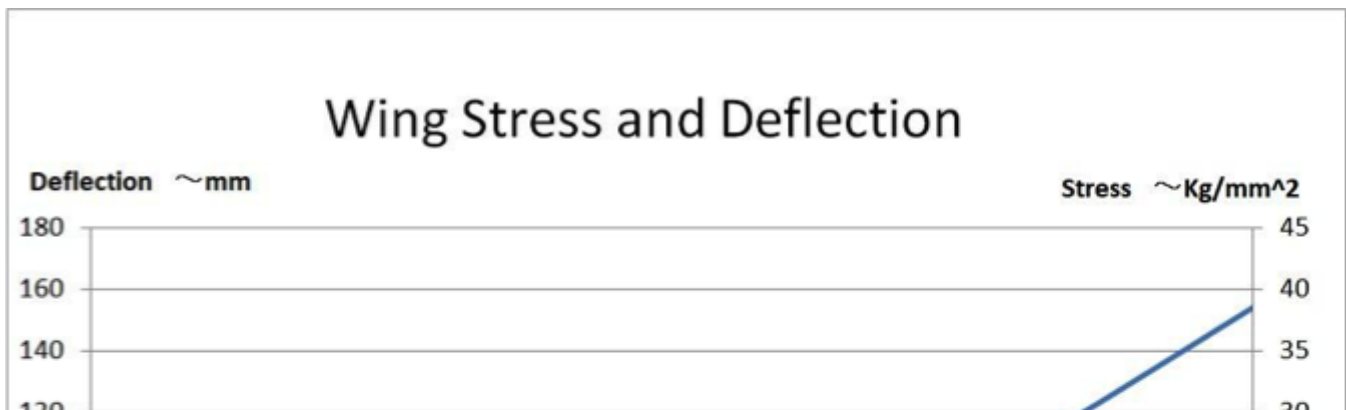 Wing Stress and Deflection
Deflection ～mm
Stress ～Kg/mm^2
180
45
160
40
140
35